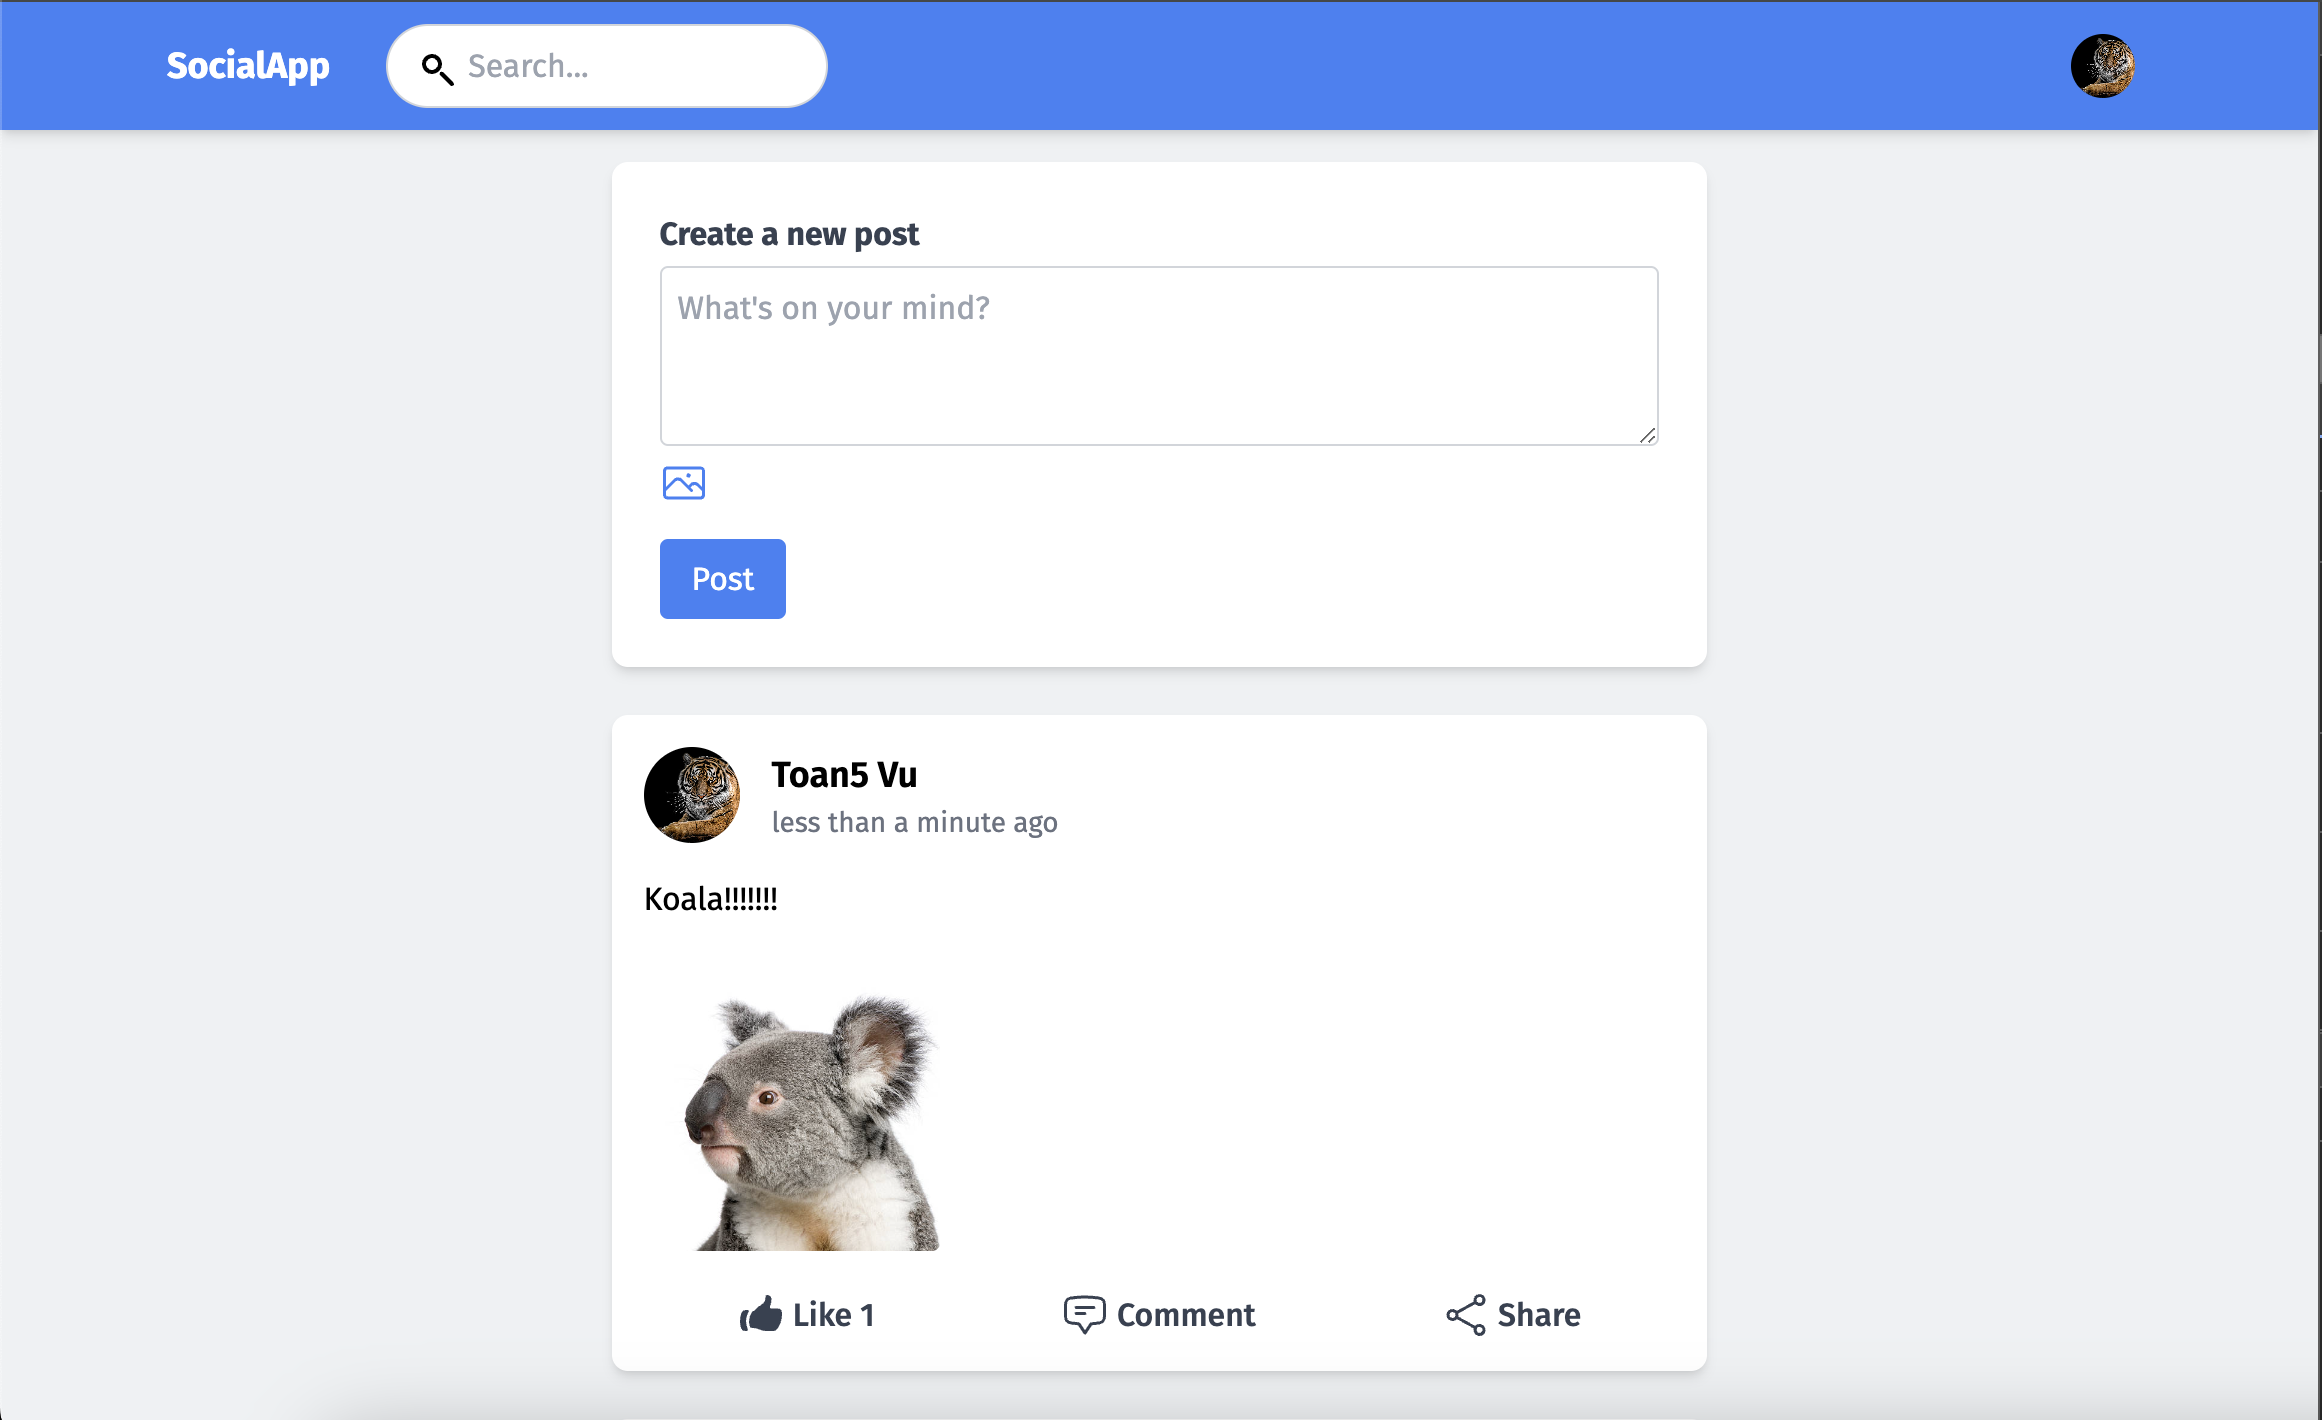 SocialApp
Search...
Create a new post
What's on your mind?
Post
Toan5 Vu
less than a minute ago
Koala!!!!!!!
Like 1
Comment
Share